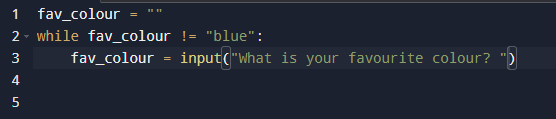 1 fav_colour = ""
2 while fav_colour != "blue":
3     fav_colour = input("What is your favourite colour? ")
4
5